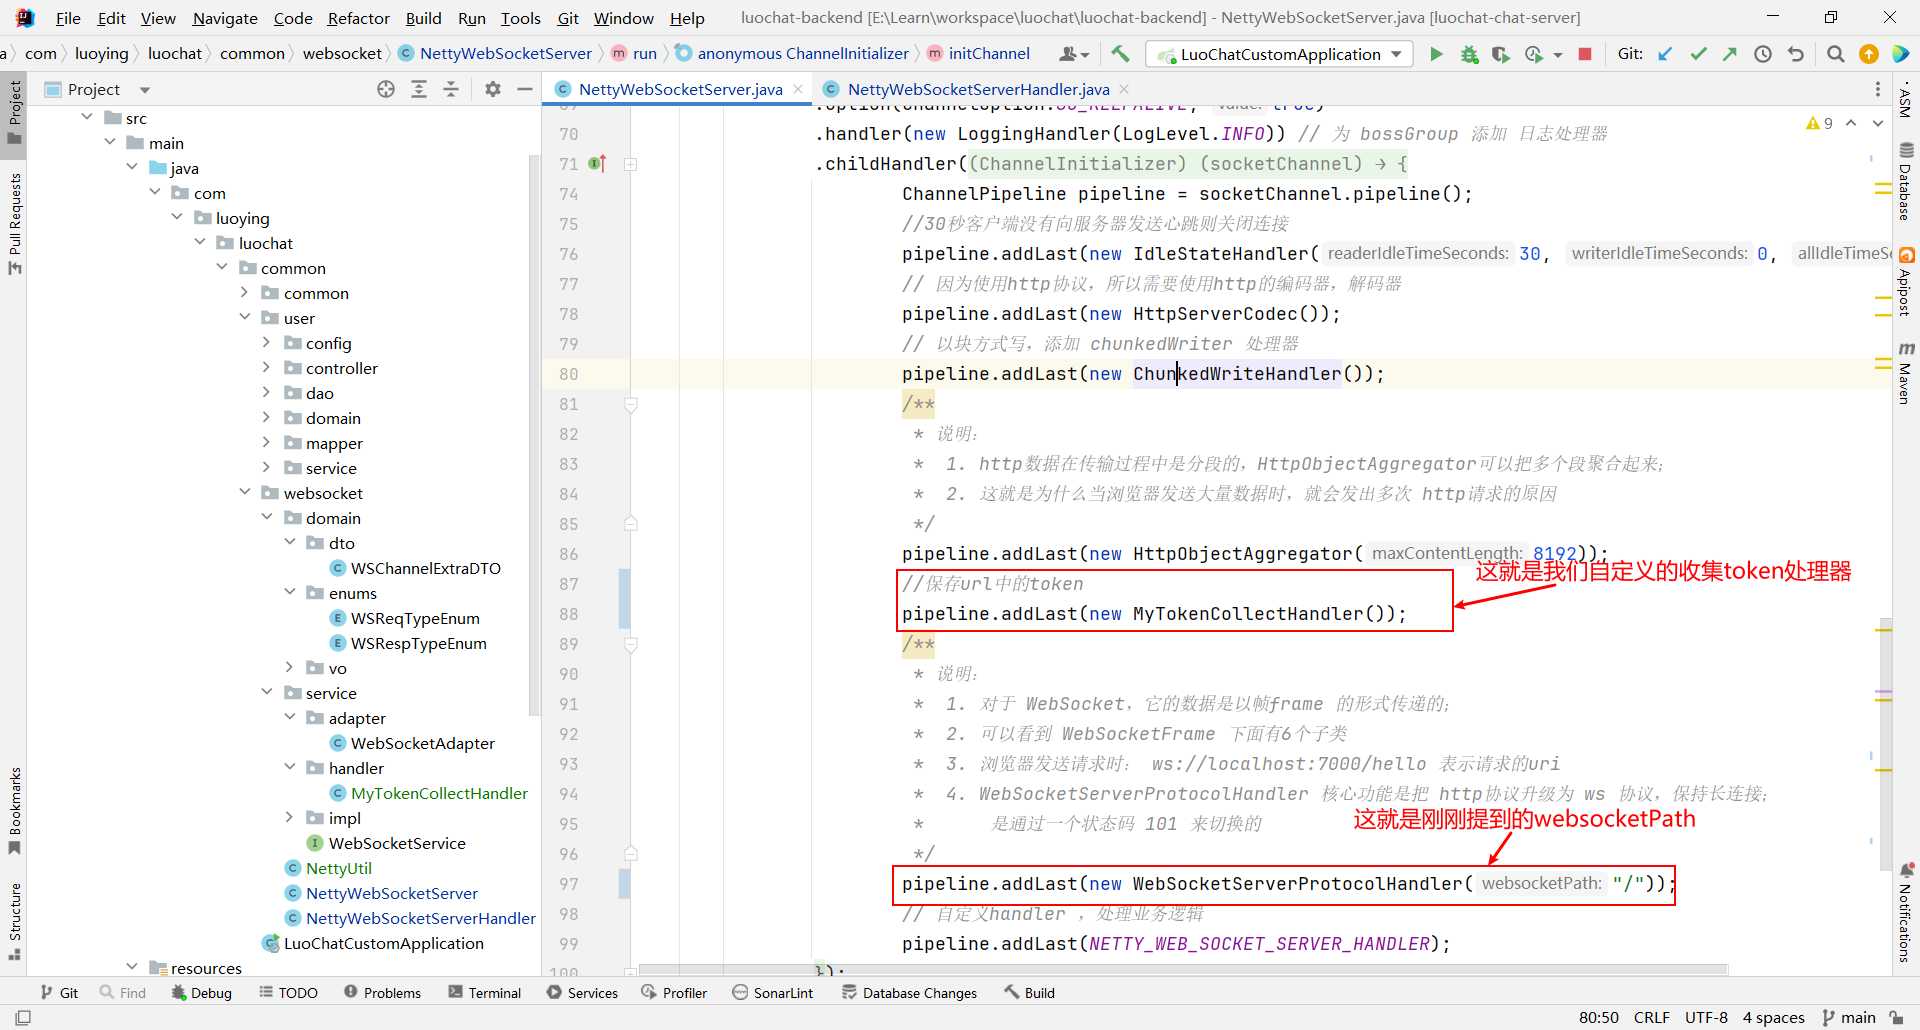 File Edit View Navigate Code Refactor Build Run Tools Git Window Help luochat-backend [E:\Learn\workspace\luochat\luochat-backend] - NettyWebSocketServer.java [luochat-chat-server]
a com luoying luochat common websocket NettyWebSocketServer run anonymous ChannelInitializer initChannel LuoChatCustomApplication Git:
Project NettyWebSocketServer.java NettyWebSocketServerHandler.java
Project
Pull Requests
Bookmarks
Structure
src
main
java
com
luoying
luochat
common
common
user
config
controller
dao
domain
mapper
service
websocket
domain
dto
WSChannelExtraDTO
enums
WSReqTypeEnum
WSRespTypeEnum
vo
service
adapter
WebSocketAdapter
handler
MyTokenCollectHandler
impl
WebSocketService
NettyUtil
NettyWebSocketServer
NettyWebSocketServerHandler
LuoChatCustomApplication
resources
9
70 .handler(new LoggingHandler(LogLevel.INFO)) // 为 bossGroup 添加 日志处理器
71 .childHandler((ChannelInitializer) (socketChannel) → {
74 ChannelPipeline pipeline = socketChannel.pipeline();
75 //30秒客户端没有向服务器发送心跳则关闭连接
76 pipeline.addLast(new IdleStateHandler( readerIdleTimeSeconds: 30, writerIdleTimeSeconds: 0, allIdleTimeSe
77 // 因为使用http协议，所以需要使用http的编码器，解码器
78 pipeline.addLast(new HttpServerCodec());
79 // 以块方式写，添加 chunkedWriter 处理器
80 pipeline.addLast(new ChunkedWriteHandler());
81 /**
82 * 说明：
83 * 1. http数据在传输过程中是分段的，HttpObjectAggregator可以把多个段聚合起来；
84 * 2. 这就是为什么当浏览器发送大量数据时，就会发出多次 http请求的原因
85 */
86 pipeline.addLast(new HttpObjectAggregator( maxContentLength: 8192));
这就是我们自定义的收集token处理器
87 //保存url中的token
88 pipeline.addLast(new MyTokenCollectHandler());
89 /**
90 * 说明：
91 * 1. 对于 WebSocket，它的数据是以帧frame 的形式传递的；
92 * 2. 可以看到 WebSocketFrame 下面有6个子类
93 * 3. 浏览器发送请求时： ws://localhost:7000/hello 表示请求的uri
94 * 4. WebSocketServerProtocolHandler 核心功能是把 http协议升级为 ws 协议，保持长连接；
95 * 是通过一个状态码 101 来切换的
这就是刚刚提到的websocketPath
96 */
97 pipeline.addLast(new WebSocketServerProtocolHandler( websocketPath: "/"));
98 // 自定义handler ，处理业务逻辑
99 pipeline.addLast(NETTY_WEB_SOCKET_SERVER_HANDLER);
100 });
ASM
Database
Apipost
Maven
Notifications
Git Find Debug TODO Problems Terminal Services Profiler SonarLint Database Changes Build
80:50 CRLF UTF-8 4 spaces main